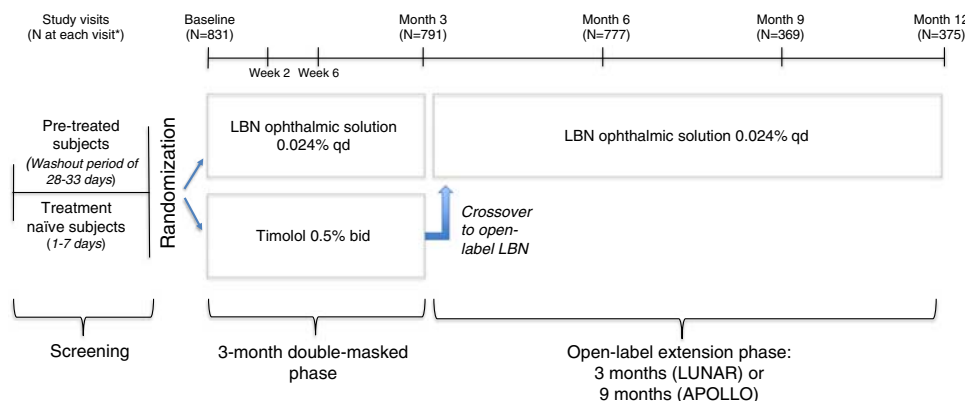 Study visits
(N at each visit*)
Baseline
(N=831)
Month 3
(N=791)
Month 6
(N=777)
Month 9
(N=369)
Month 12
(N=375)
Week 2
Week 6
Pre-treated
subjects
(Washout period of
28-33 days)
Treatment
naïve subjects
(1-7 days)
Randomization
LBN ophthalmic solution
0.024% qd
Timolol 0.5% bid
Crossover
to open-
label LBN
LBN ophthalmic solution 0.024% qd
Screening
3-month double-masked
phase
Open-label extension phase:
3 months (LUNAR) or
9 months (APOLLO)